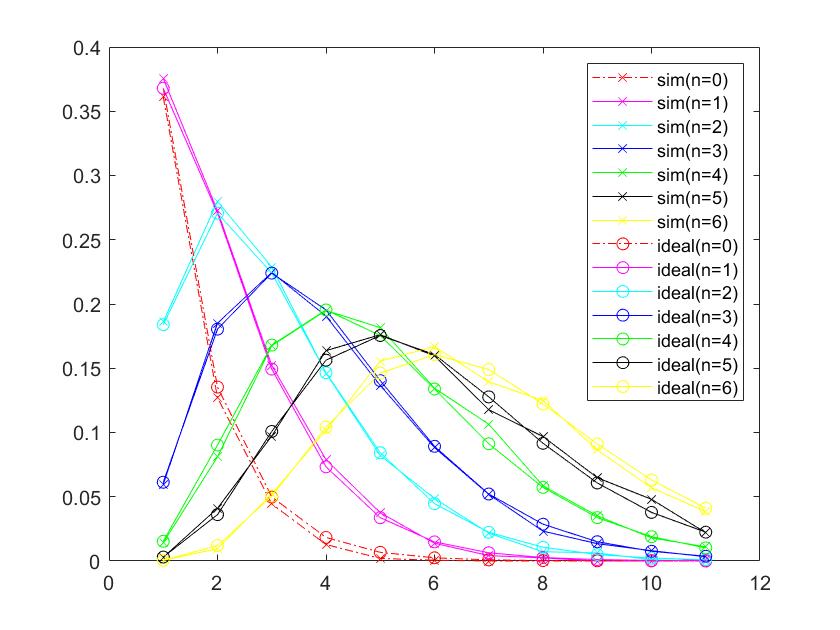 0.4
0.35
0.3
0.25
0.2
0.15
0.1
0.05
0
0 2 4 6 8 10 12
sim(n=0)
sim(n=1)
sim(n=2)
sim(n=3)
sim(n=4)
sim(n=5)
sim(n=6)
ideal(n=0)
ideal(n=1)
ideal(n=2)
ideal(n=3)
ideal(n=4)
ideal(n=5)
ideal(n=6)